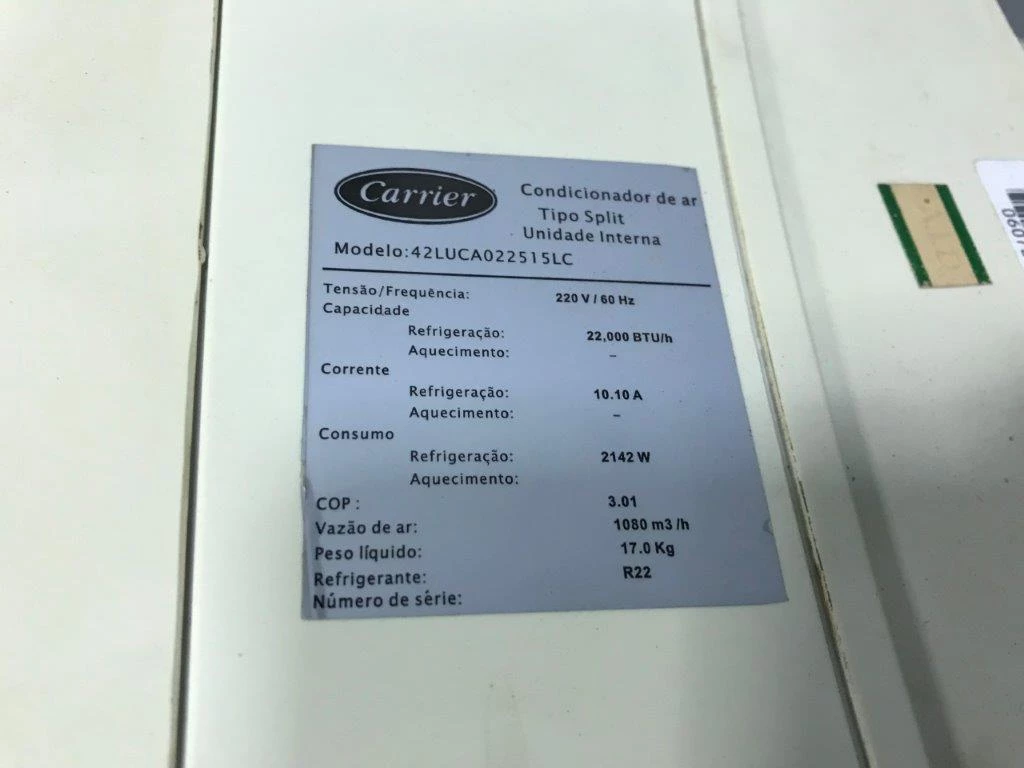 Carrier
Condicionador de ar
Tipo Split
Unidade Interna
Modelo:42LUCA022515LC
Tensão/Frequência: 220 V / 60 Hz
Capacidade
Refrigeração: 22,000 BTU/h
Aquecimento: –
Corrente
Refrigeração: 10.10 A
Aquecimento: –
Consumo
Refrigeração: 2142 W
Aquecimento:
COP : 3.01
Vazão de ar: 1080 m3 /h
Peso líquido: 17.0 Kg
Refrigerante: R22
Número de série: